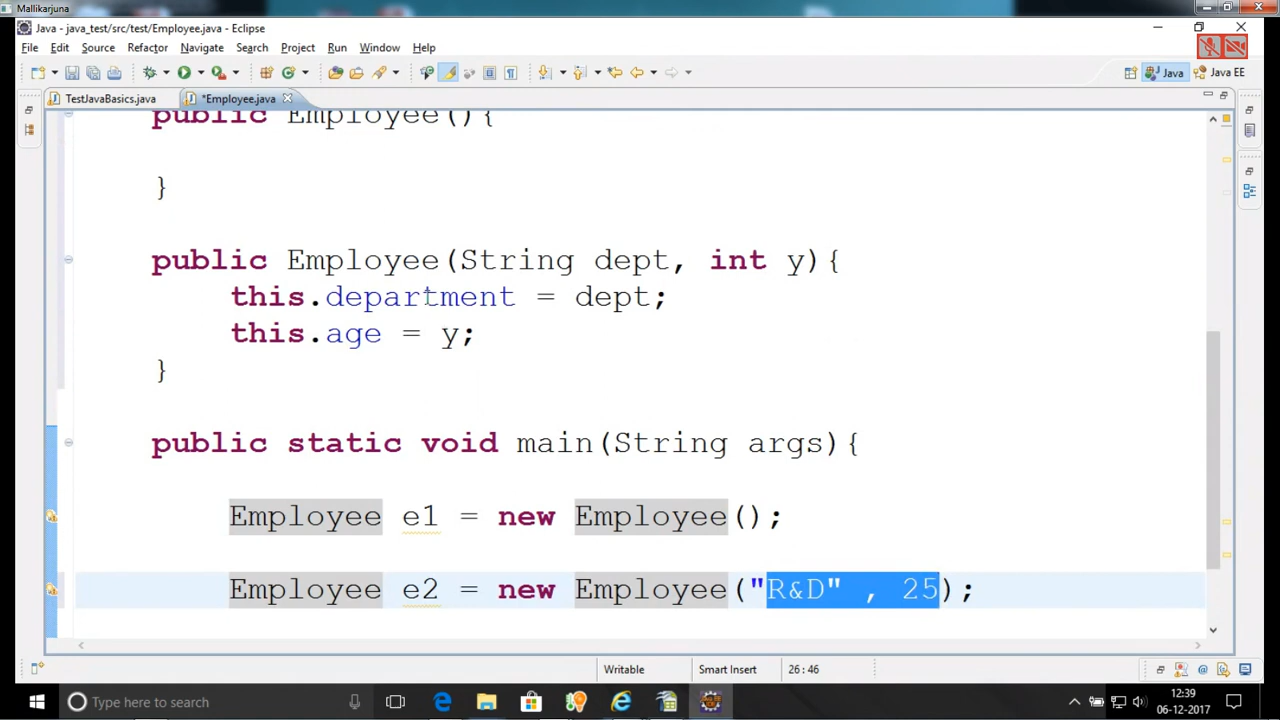 Mallikarjuna
Java - java_test/src/test/Employee.java - Eclipse
File Edit Source Refactor Navigate Search Project Run Window Help
Java Java EE
TestJavaBasics.java *Employee.java
public Employee(){
}
public Employee(String dept, int y){
this.department = dept;
this.age = y;
}
public static void main(String args){
Employee e1 = new Employee();
Employee e2 = new Employee("R&D" , 25);
Writable Smart Insert 26 : 46
Type here to search
12:39
06-12-2017